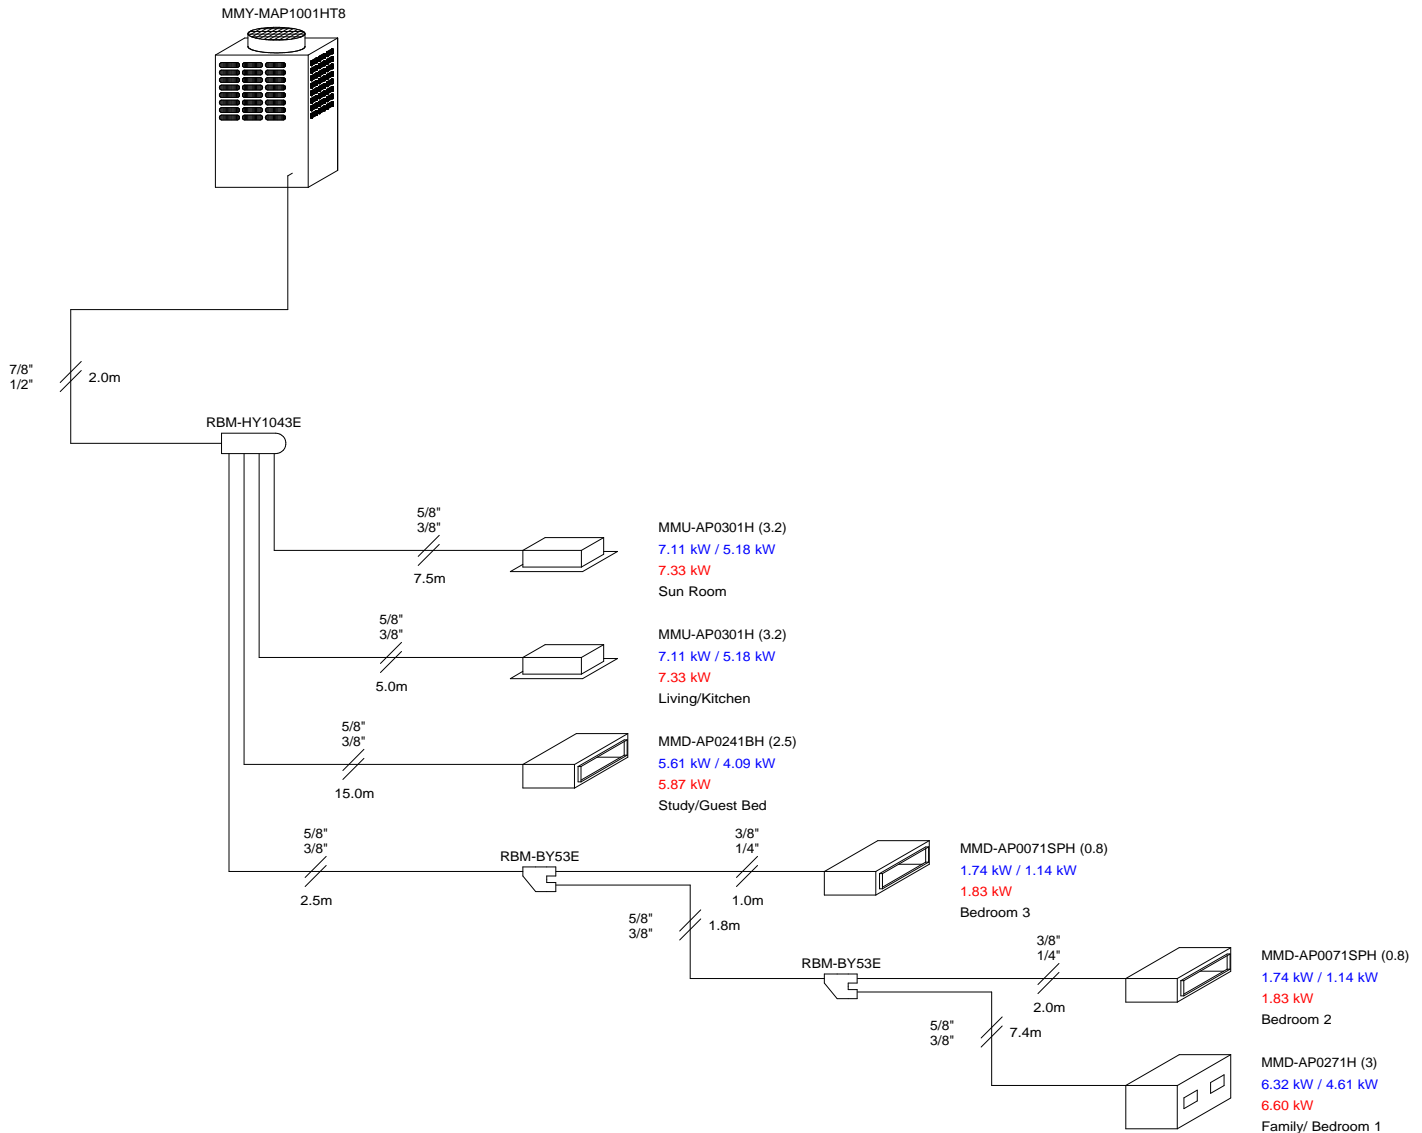 MMY-MAP1001HT8
7/8"
1/2"
2.0m
RBM-HY1043E
5/8"
3/8"
7.5m
MMU-AP0301H (3.2)
7.11 kW / 5.18 kW
7.33 kW
Sun Room
5/8"
3/8"
5.0m
MMU-AP0301H (3.2)
7.11 kW / 5.18 kW
7.33 kW
Living/Kitchen
5/8"
3/8"
15.0m
MMD-AP0241BH (2.5)
5.61 kW / 4.09 kW
5.87 kW
Study/Guest Bed
5/8"
3/8"
2.5m
RBM-BY53E
3/8"
1/4"
1.0m
MMD-AP0071SPH (0.8)
1.74 kW / 1.14 kW
1.83 kW
Bedroom 3
5/8"
3/8"
1.8m
RBM-BY53E
3/8"
1/4"
2.0m
MMD-AP0071SPH (0.8)
1.74 kW / 1.14 kW
1.83 kW
Bedroom 2
5/8"
3/8"
7.4m
MMD-AP0271H (3)
6.32 kW / 4.61 kW
6.60 kW
Family/ Bedroom 1